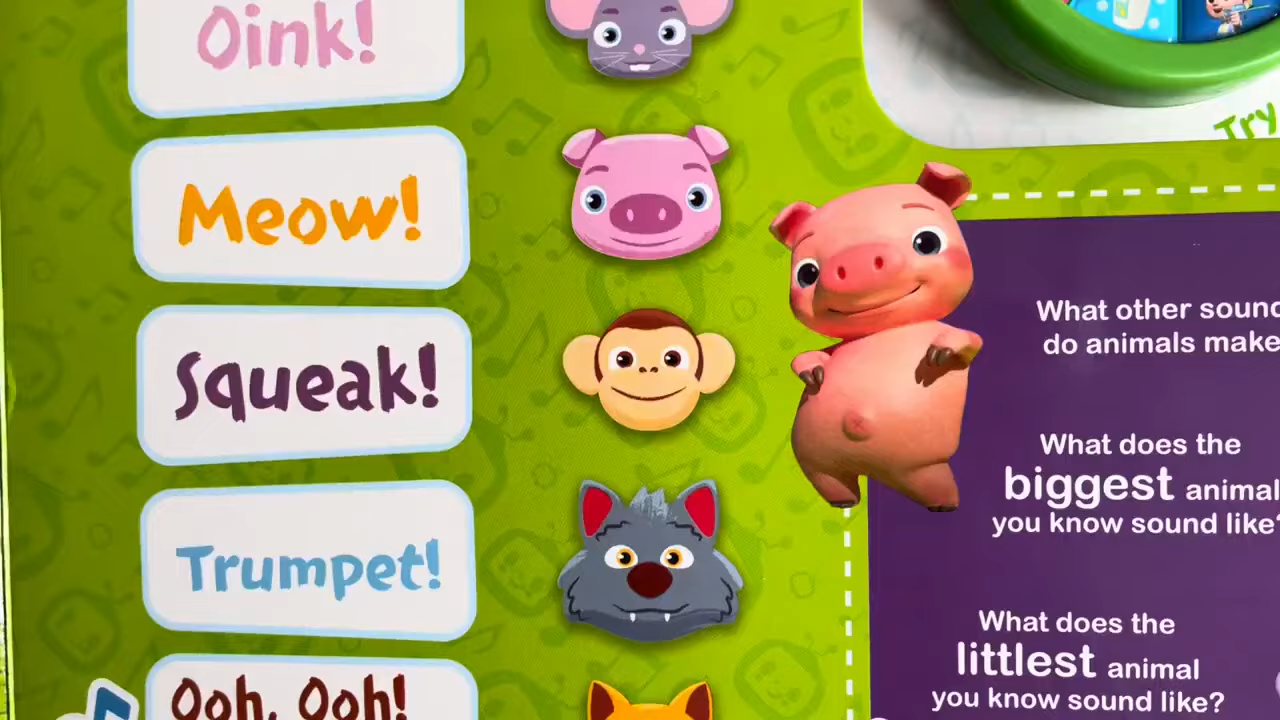 Oink!
Meow!
Squeak!
Trumpet!
Ooh, Ooh!
Try
What other sound
do animals make
What does the
biggest animal
you know sound like?
What does the
littlest animal
you know sound like?